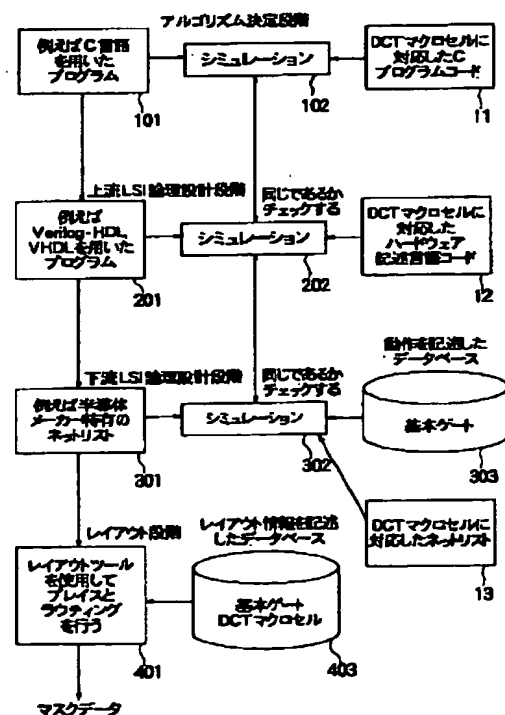 アルゴリズム決定段階
例えばC言語
を用いた
プログラム
101
シミュレーション
102
DCTマクロセルに
対応したC
プログラムコード
11
上流LSI論理設計段階
同じであるか
チェックする
例えば
Verilog-HDL,
VHDLを用いた
プログラム
201
シミュレーション
202
DCTマクロセルに
対応した
ハードウェア
記述言語コード
12
下流LSI論理設計段階
同じであるか
チェックする
動作を記述した
データベース
例えば半導体
メーカー特有の
ネットリスト
301
シミュレーション
302
基本ゲート
303
レイアウト段階
レイアウト情報を記述
したデータベース
DCTマクロセルに
対応したネットリスト
13
レイアウトツール
を使用して
プレイスと
ラウティング
を行う
401
基本ゲート
DCTマクロセル
403
マスクデータ